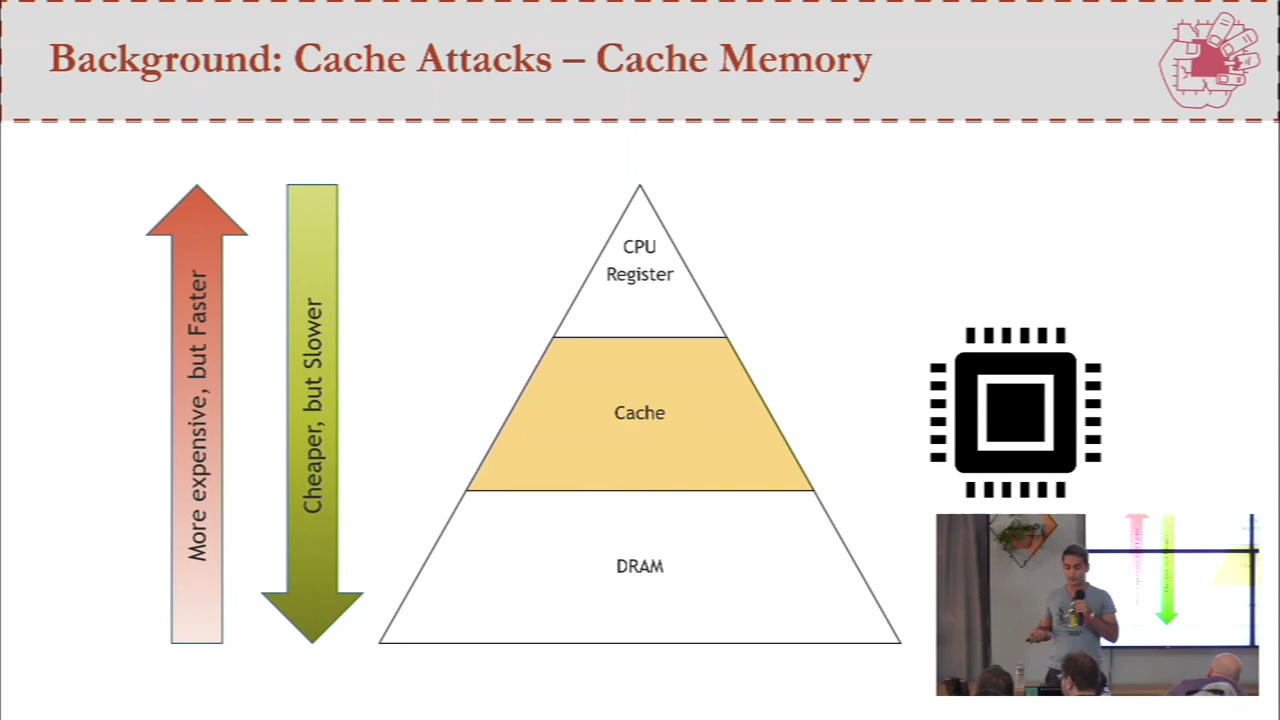 Background: Cache Attacks – Cache Memory
More expensive, but Faster
Cheaper, but Slower
CPU
Register
Cache
DRAM